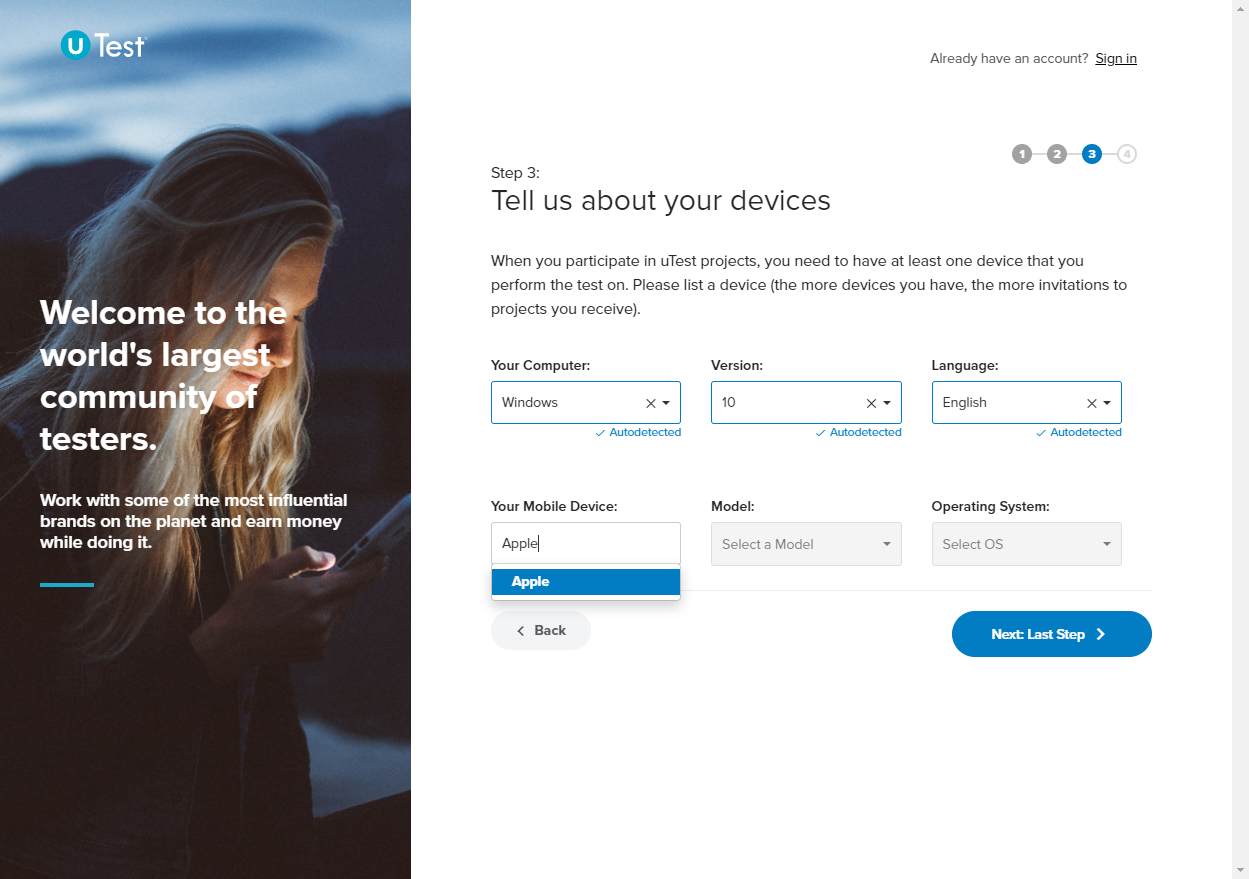 U Test
Already have an account? Sign in
1 2 3 4
Step 3:
Tell us about your devices
When you participate in uTest projects, you need to have at least one device that you
perform the test on. Please list a device (the more devices you have, the more invitations to
projects you receive).
Welcome to the
world's largest
community of
testers.
Work with some of the most influential
brands on the planet and earn money
while doing it.
Your Computer: Version: Language:
Windows 10 English
Autodetected Autodetected Autodetected
Your Mobile Device: Model: Operating System:
Apple Select a Model Select OS
Apple
Back Next: Last Step